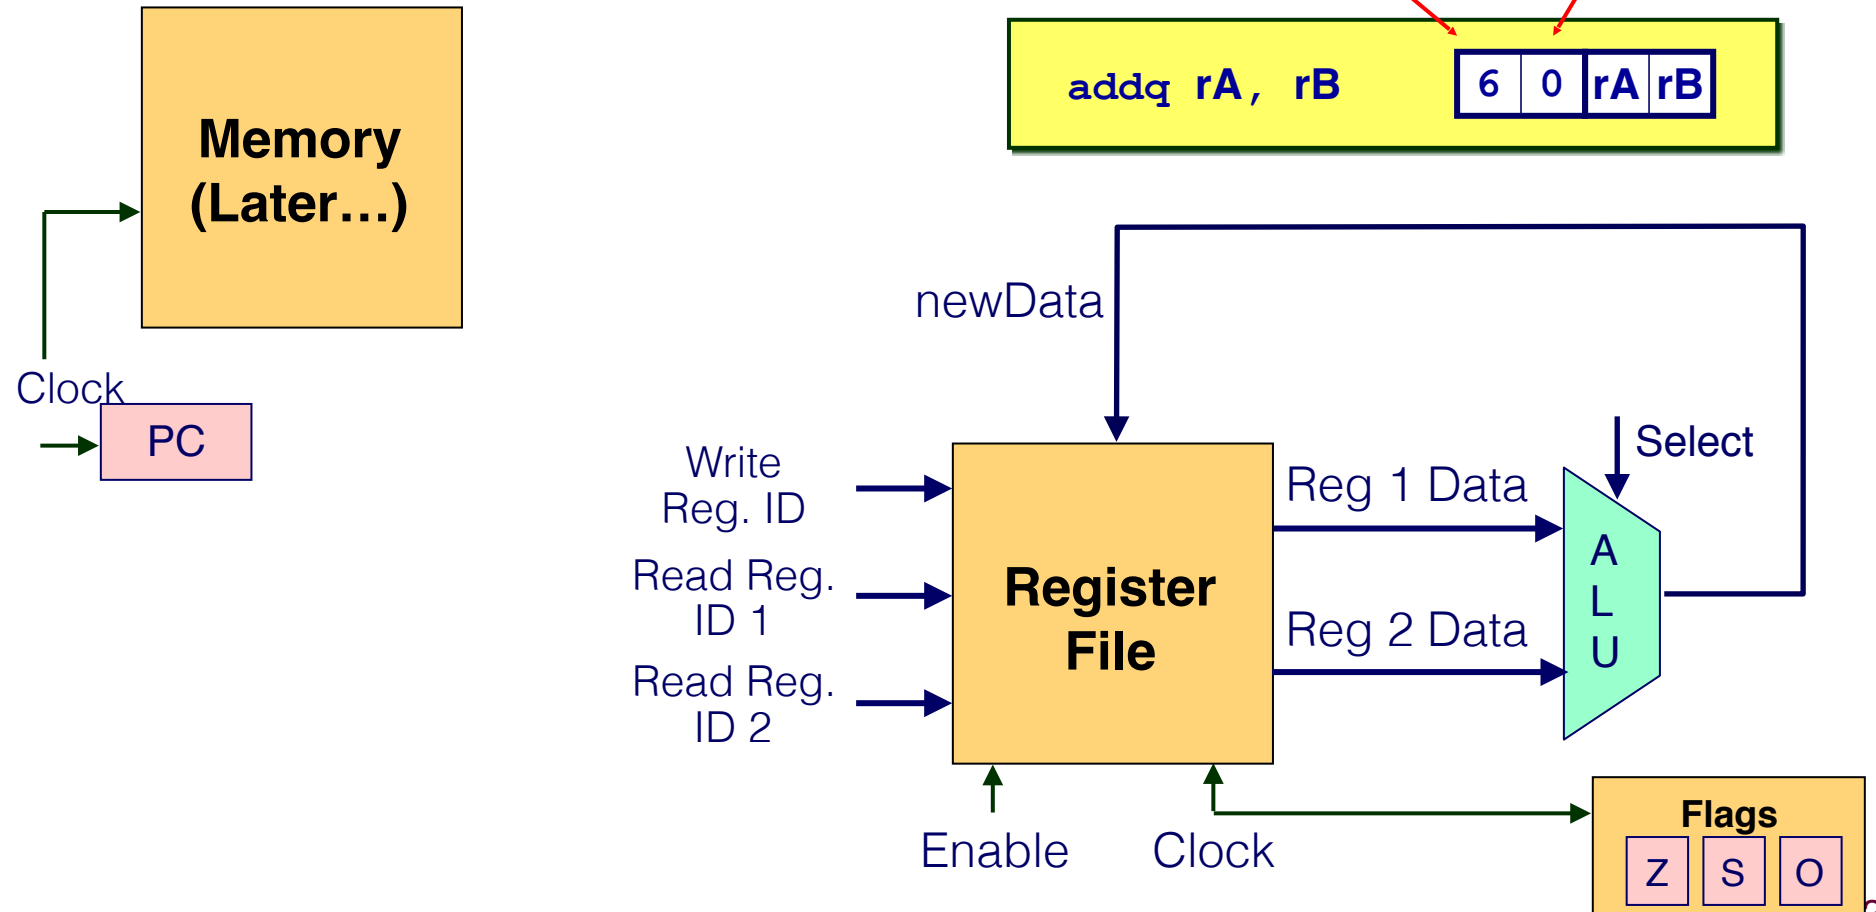 addq rA, rB
6 0 rA rB
Memory
(Later…)
Clock
PC
newData
Write
Reg. ID
Read Reg.
ID 1
Read Reg.
ID 2
Register
File
Reg 1 Data
Reg 2 Data
Select
A
L
U
Enable
Clock
Flags
Z S O